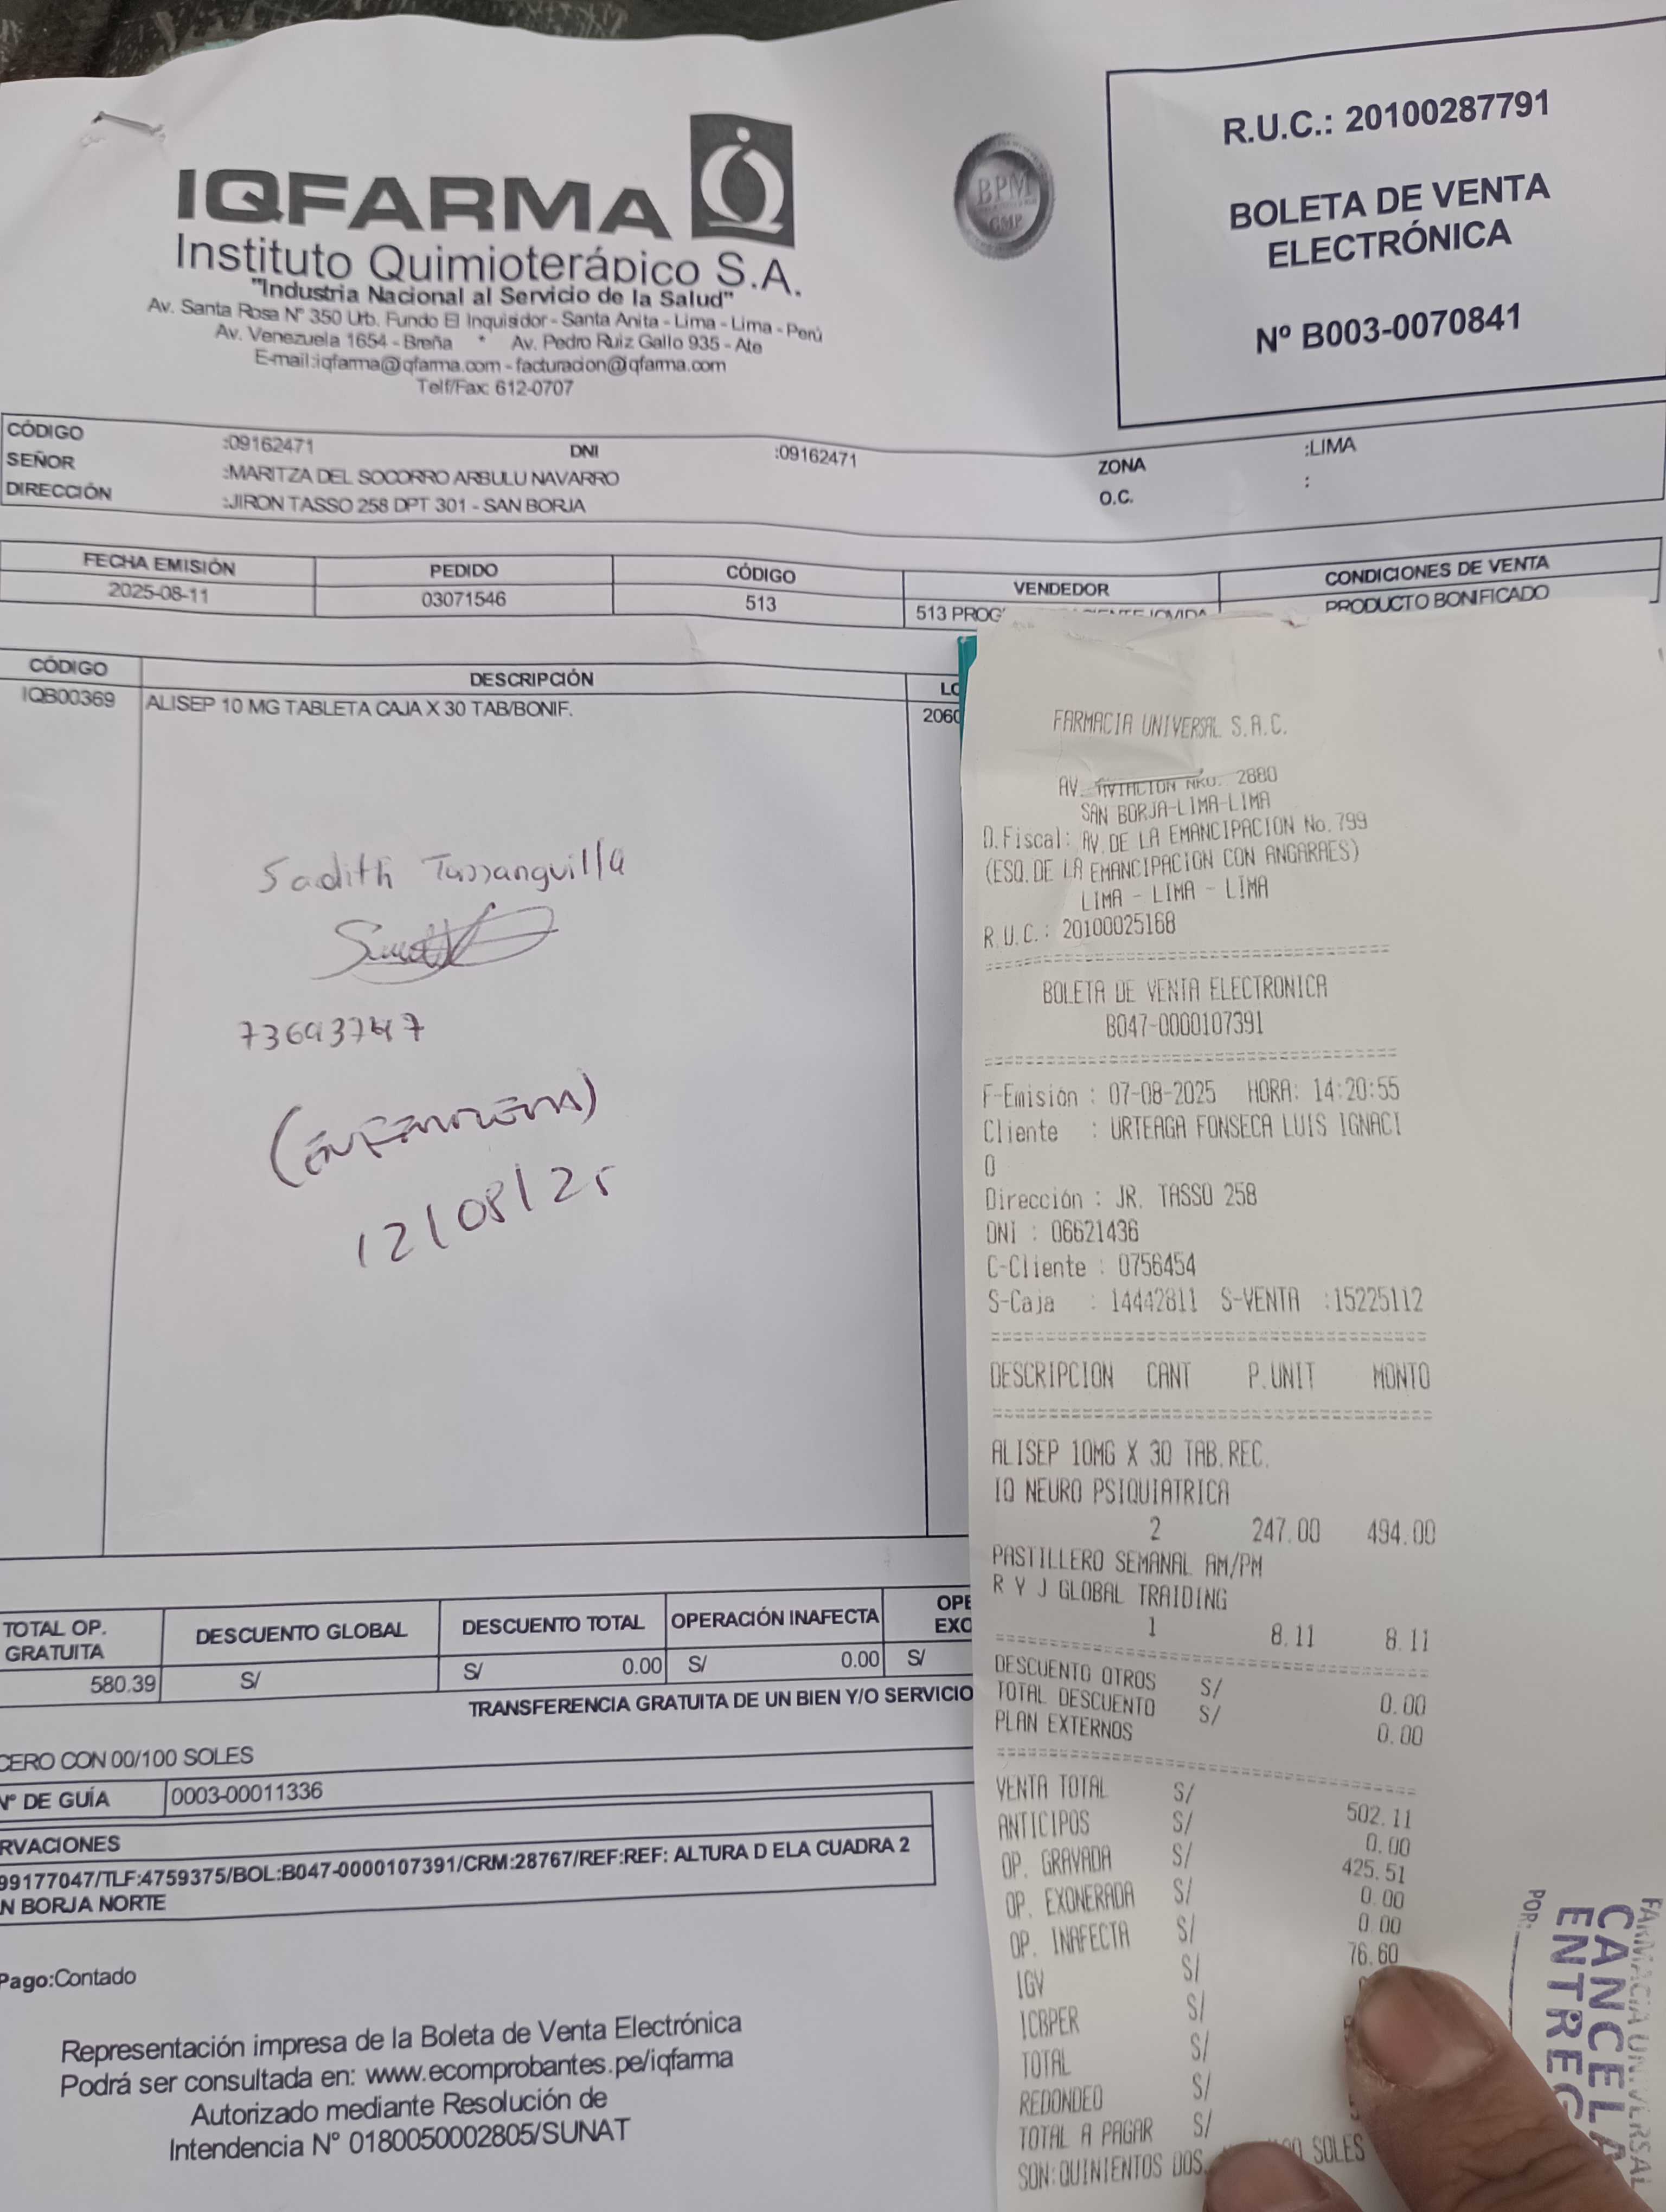 IQFARMA
Instituto Quimioterápico S.A.
"Industria Nacional al Servicio de la Salud"
Av. Santa Rosa Nº 350 Urb. Fundo El Inquisidor - Santa Anita - Lima - Lima - Perú
Av. Venezuela 1654 - Breña * Av. Pedro Ruiz Gallo 935 - Ate
E-mail:iqfarma@qfarma.com - facturacion@qfarma.com
Telf/Fax: 612-0707
BPM
GMP
R.U.C.: 20100287791
BOLETA DE VENTA
ELECTRÓNICA
Nº B003-0070841
CÓDIGO :09162471 DNI :09162471 ZONA :LIMA
SEÑOR :MARITZA DEL SOCORRO ARBULU NAVARRO O.C. :
DIRECCIÓN :JIRON TASSO 258 DPT 301 - SAN BORJA
FECHA EMISIÓN PEDIDO CÓDIGO VENDEDOR CONDICIONES DE VENTA
2025-08-11 03071546 513 513 PRODUCTO BONIFICADO
CÓDIGO DESCRIPCIÓN
IQB00369 ALISEP 10 MG TABLETA CAJA X 30 TAB/BONIF. 2060
Sadith
(ENFERMERA)
12/08/25
TOTAL OP. GRATUITA DESCUENTO GLOBAL DESCUENTO TOTAL OPERACIÓN INAFECTA
580.39 S/ S/ 0.00 S/ 0.00 S/
TRANSFERENCIA GRATUITA DE UN BIEN Y/O SERVICIO
CERO CON 00/100 SOLES
Nº DE GUÍA 0003-00011336
RVACIONES
99177047/TLF:4759375/BOL:B047-0000107391/CRM:28767/REF:REF: ALTURA D ELA CUADRA 2
N BORJA NORTE
Pago:Contado
Representación impresa de la Boleta de Venta Electrónica
Podrá ser consultada en: www.ecomprobantes.pe/iqfarma
Autorizado mediante Resolución de
Intendencia Nº 0180050002805/SUNAT
FARMACIA UNIVERSAL S.A.C.
AV. AVIACION NRO. 2880
SAN BORJA-LIMA-LIMA
D.Fiscal: AV.DE LA EMANCIPACION No.799
(ESQ.DE LA EMANCIPACION CON ANGARAES)
LIMA - LIMA - LIMA
R.U.C.: 20100025168
BOLETA DE VENTA ELECTRONICA
B047-0000107391
F-Emisión : 07-08-2025 HORA: 14:20:55
Cliente : URTEAGA FONSECA LUIS IGNACI
O
Dirección : JR. TASSO 258
DNI : 06621436
C-Cliente : 0756454
S-Caja : 14442811 S-VENTA :15225112
DESCRIPCION CANT P.UNIT MONTO
ALISEP 10MG X 30 TAB.REC.
IQ NEURO PSIQUIATRICA
2 247.00 494.00
PASTILLERO SEMANAL AM/PM
R Y J GLOBAL TRAIDING
1 8.11 8.11
DESCUENTO OTROS S/ 0.00
TOTAL DESCUENTO S/ 0.00
PLAN EXTERNOS
VENTA TOTAL S/ 502.11
ANTICIPOS S/ 0.00
OP. GRAVADA S/ 425.51
OP. EXONERADA S/ 0.00
OP. INAFECTA S/ 0.00
IGV S/ 76.60
ICBPER S/
TOTAL S/
REDONDEO S/
TOTAL A PAGAR S/
SON:QUINIENTOS DOS SOLES
FARMACIA UNIVERSAL
CANCELA
ENTREG
POR: